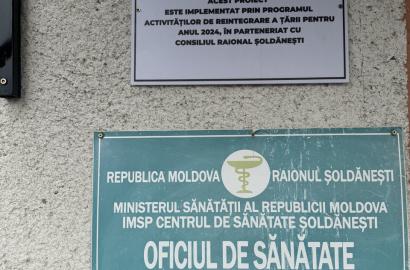 ACEST PROIECT
ESTE IMPLEMENTAT PRIN PROGRAMUL
ACTIVITĂȚILOR DE REINTEGRARE A ȚĂRII PENTRU
ANUL 2024, ÎN PARTENERIAT CU
CONSILIUL RAIONAL ȘOLDĂNEȘTI
REPUBLICA MOLDOVA RAIONUL ȘOLDĂNEȘTI
MINISTERUL SĂNĂTĂȚII AL REPUBLICII MOLDOVA
IMSP CENTRUL DE SĂNĂTATE ȘOLDĂNEȘTI
OFICIUL DE SĂNĂTATE